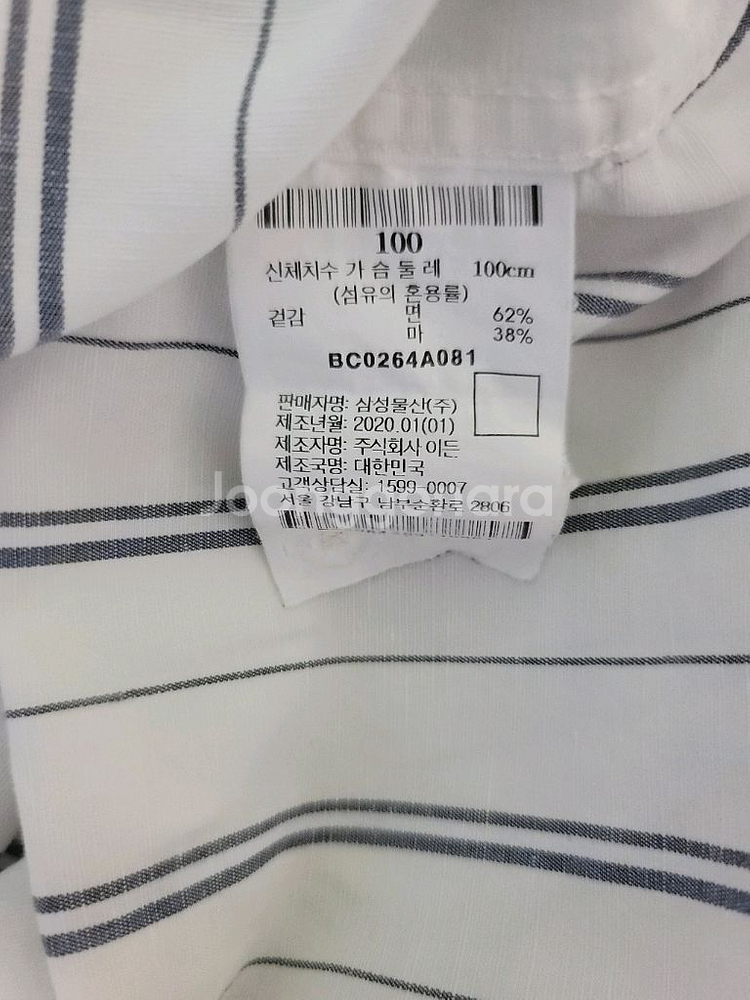 100
신체치수 가 슴 둘 레 100cm
(섬유의 혼용률)
겉감 면 62%
마 38%
BC0264A081
판매자명: 삼성물산(주)
제조년월: 2020.01(01)
제조자명: 주식회사 이든
제조국명: 대한민국
고객상담실: 1599-0007
서울 강남구 남부순환로 2806
Joonggonara